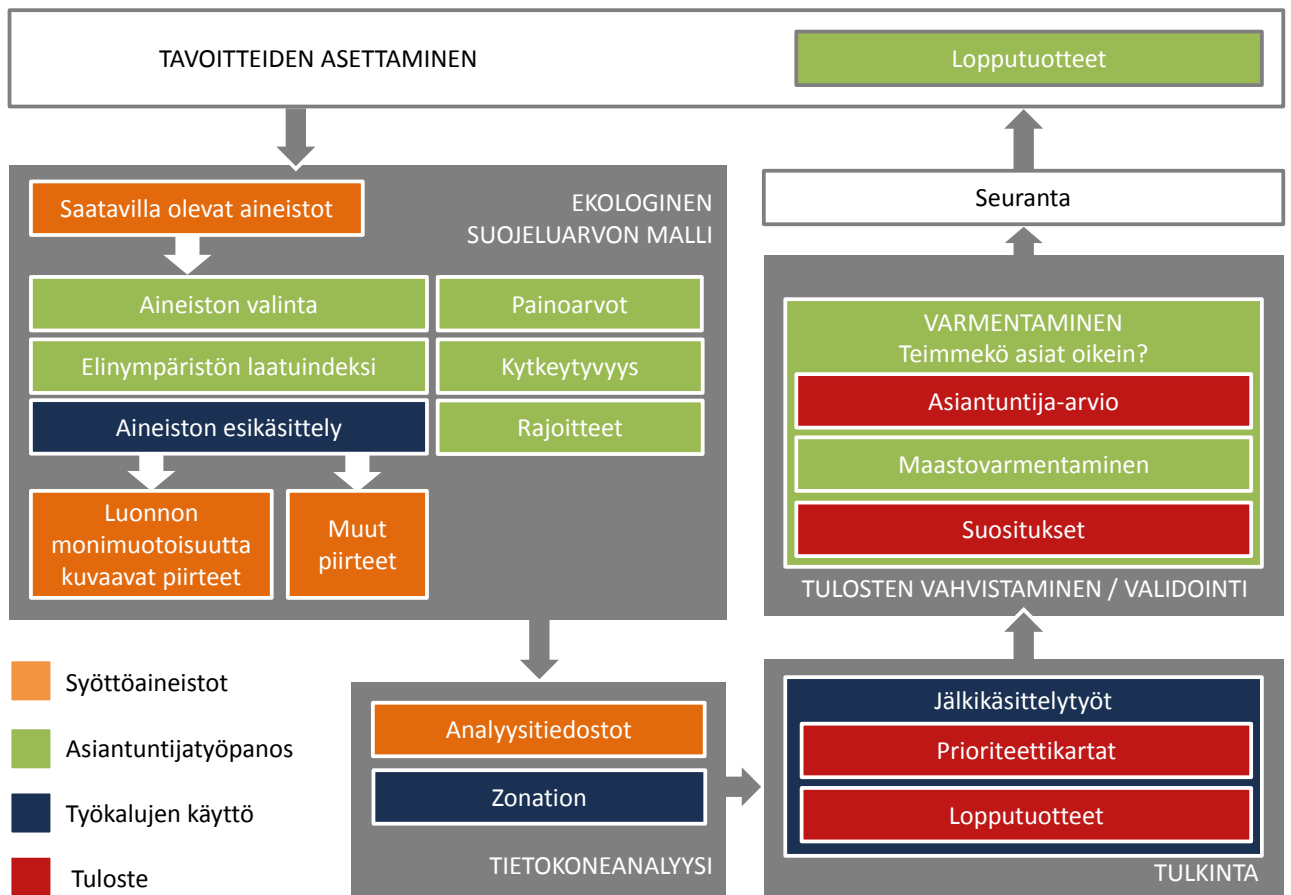 TAVOITTEIDEN ASETTAMINEN
Lopputuotteet
EKOLOGINEN
SUOJELUARVON MALLI
Saatavilla olevat aineistot
Aineiston valinta
Elinympäristön laatuindeksi
Aineiston esikäsittely
Painoarvot
Kytkeytyvyys
Rajoitteet
Luonnon
monimuotoisuutta
kuvaavat piirteet
Muut
piirteet
Analyysitiedostot
Zonation
TIETOKONEANALYYSI
Jälkikäsittelytyöt
Prioriteettikartat
Lopputuotteet
TULKINTA
VARMENTAMINEN
Teimmekö asiat oikein?
Asiantuntija-arvio
Maastovarmentaminen
Suositukset
TULOSTEN VAHVISTAMINEN / VALIDOINTI
Seuranta
Syöttöaineistot
Asiantuntijatyöpanos
Työkalujen käyttö
Tuloste